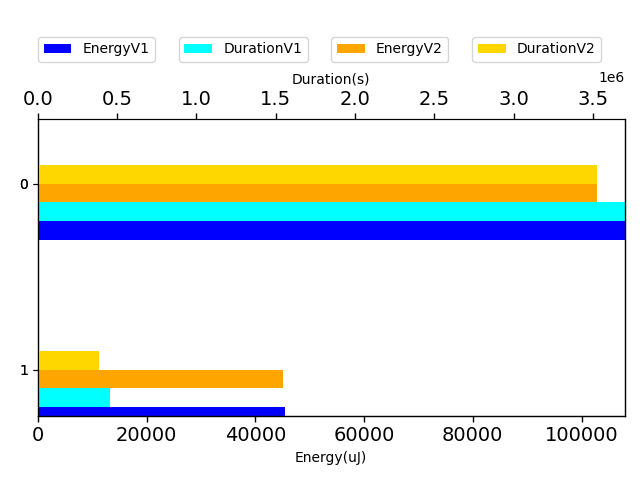 EnergyV1 DurationV1 EnergyV2 DurationV2
Duration(s)
1e6
0.0 0.5 1.0 1.5 2.0 2.5 3.0 3.5
0
1
0 20000 40000 60000 80000 100000
Energy(uJ)